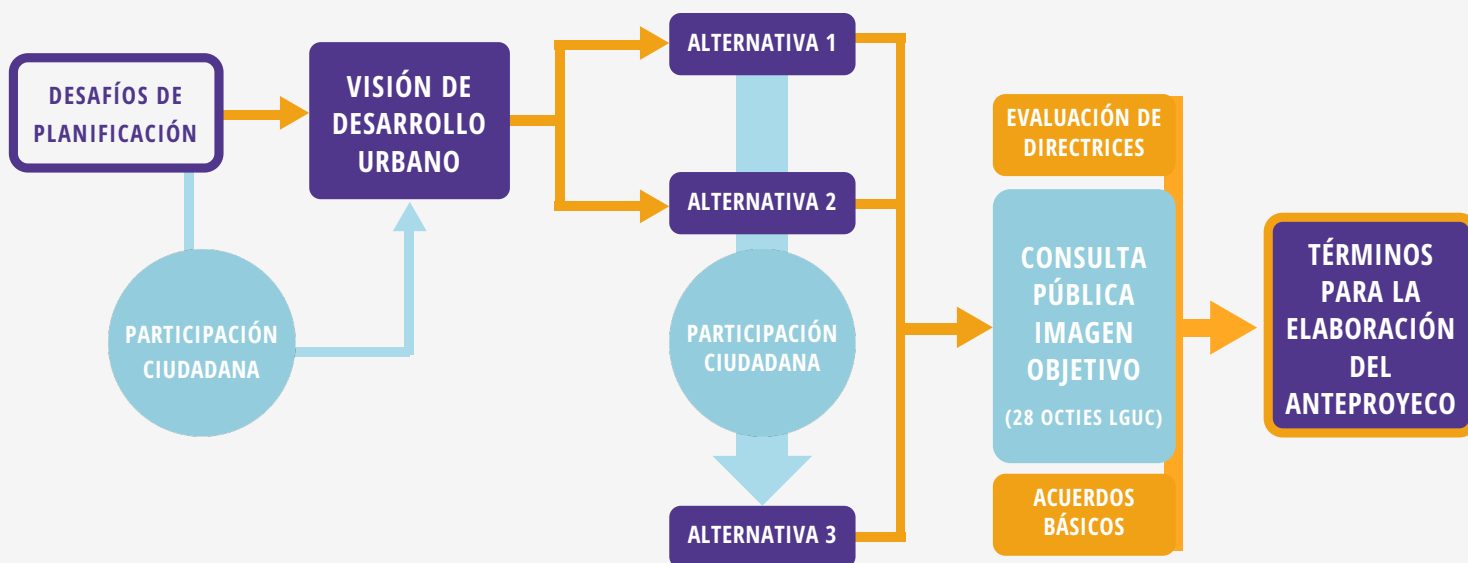 DESAFÍOS DE
PLANIFICACIÓN
PARTICIPACIÓN
CIUDADANA
VISIÓN DE
DESARROLLO
URBANO
ALTERNATIVA 1
ALTERNATIVA 2
PARTICIPACIÓN
CIUDADANA
ALTERNATIVA 3
EVALUACIÓN DE
DIRECTRICES
CONSULTA
PÚBLICA
IMAGEN
OBJETIVO
(28 OCTIES LGUC)
ACUERDOS
BÁSICOS
TÉRMINOS
PARA LA
ELABORACIÓN
DEL
ANTEPROYECO